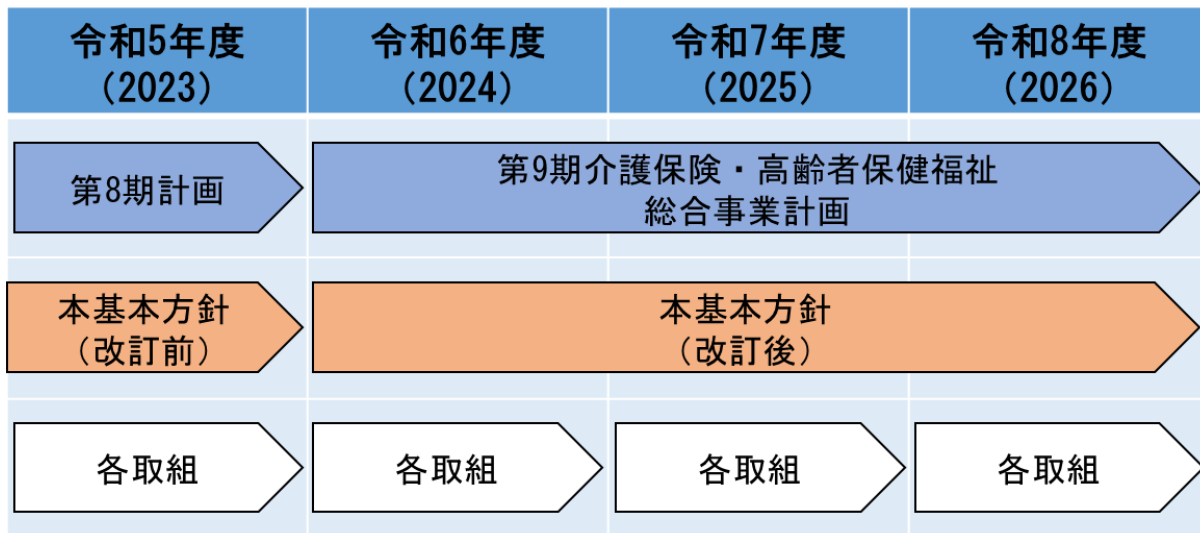 令和5年度
(2023)
令和6年度
(2024)
令和7年度
(2025)
令和8年度
(2026)
第8期計画
第9期介護保険・高齢者保健福祉
総合事業計画
本基本方針
(改訂前)
本基本方針
(改訂後)
各取組
各取組
各取組
各取組